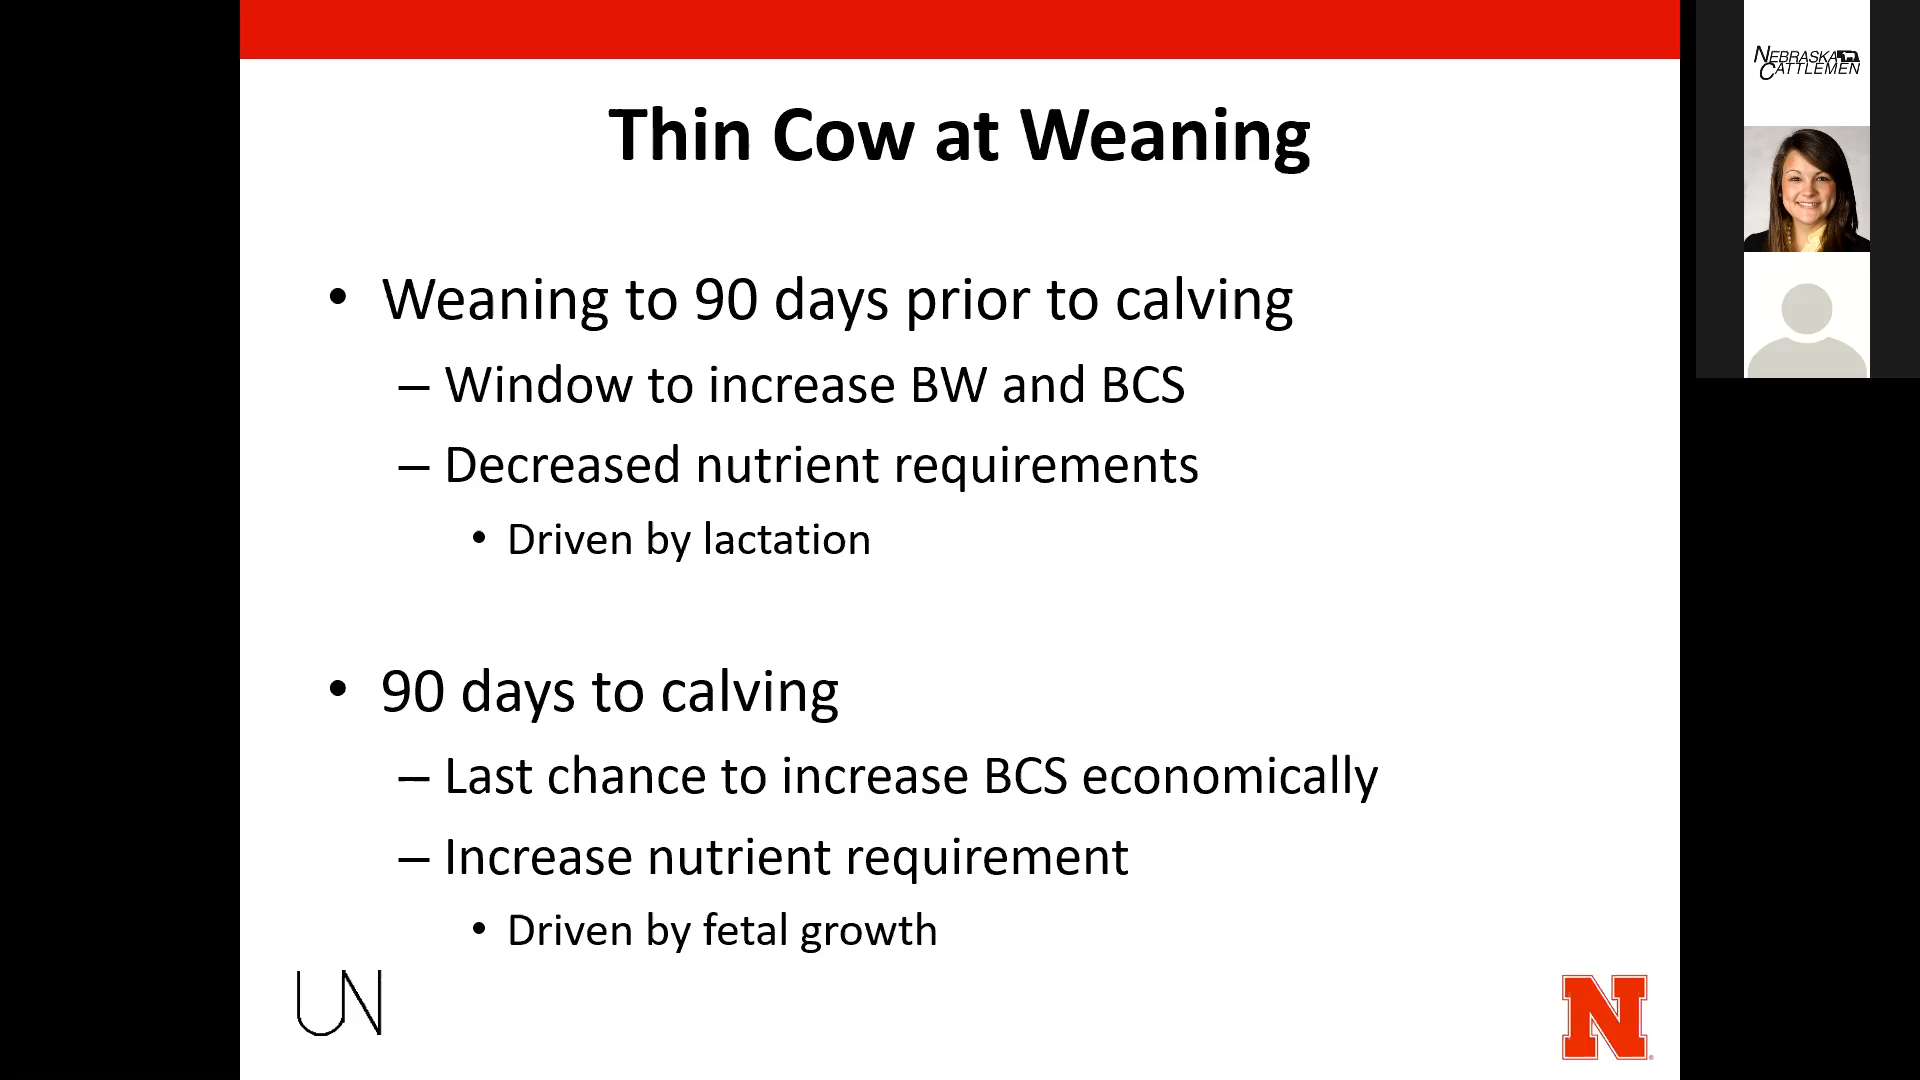 Thin Cow at Weaning
• Weaning to 90 days prior to calving
– Window to increase BW and BCS
– Decreased nutrient requirements
• Driven by lactation
• 90 days to calving
– Last chance to increase BCS economically
– Increase nutrient requirement
• Driven by fetal growth
UN
N
NEBRASKA
CATTLEMEN